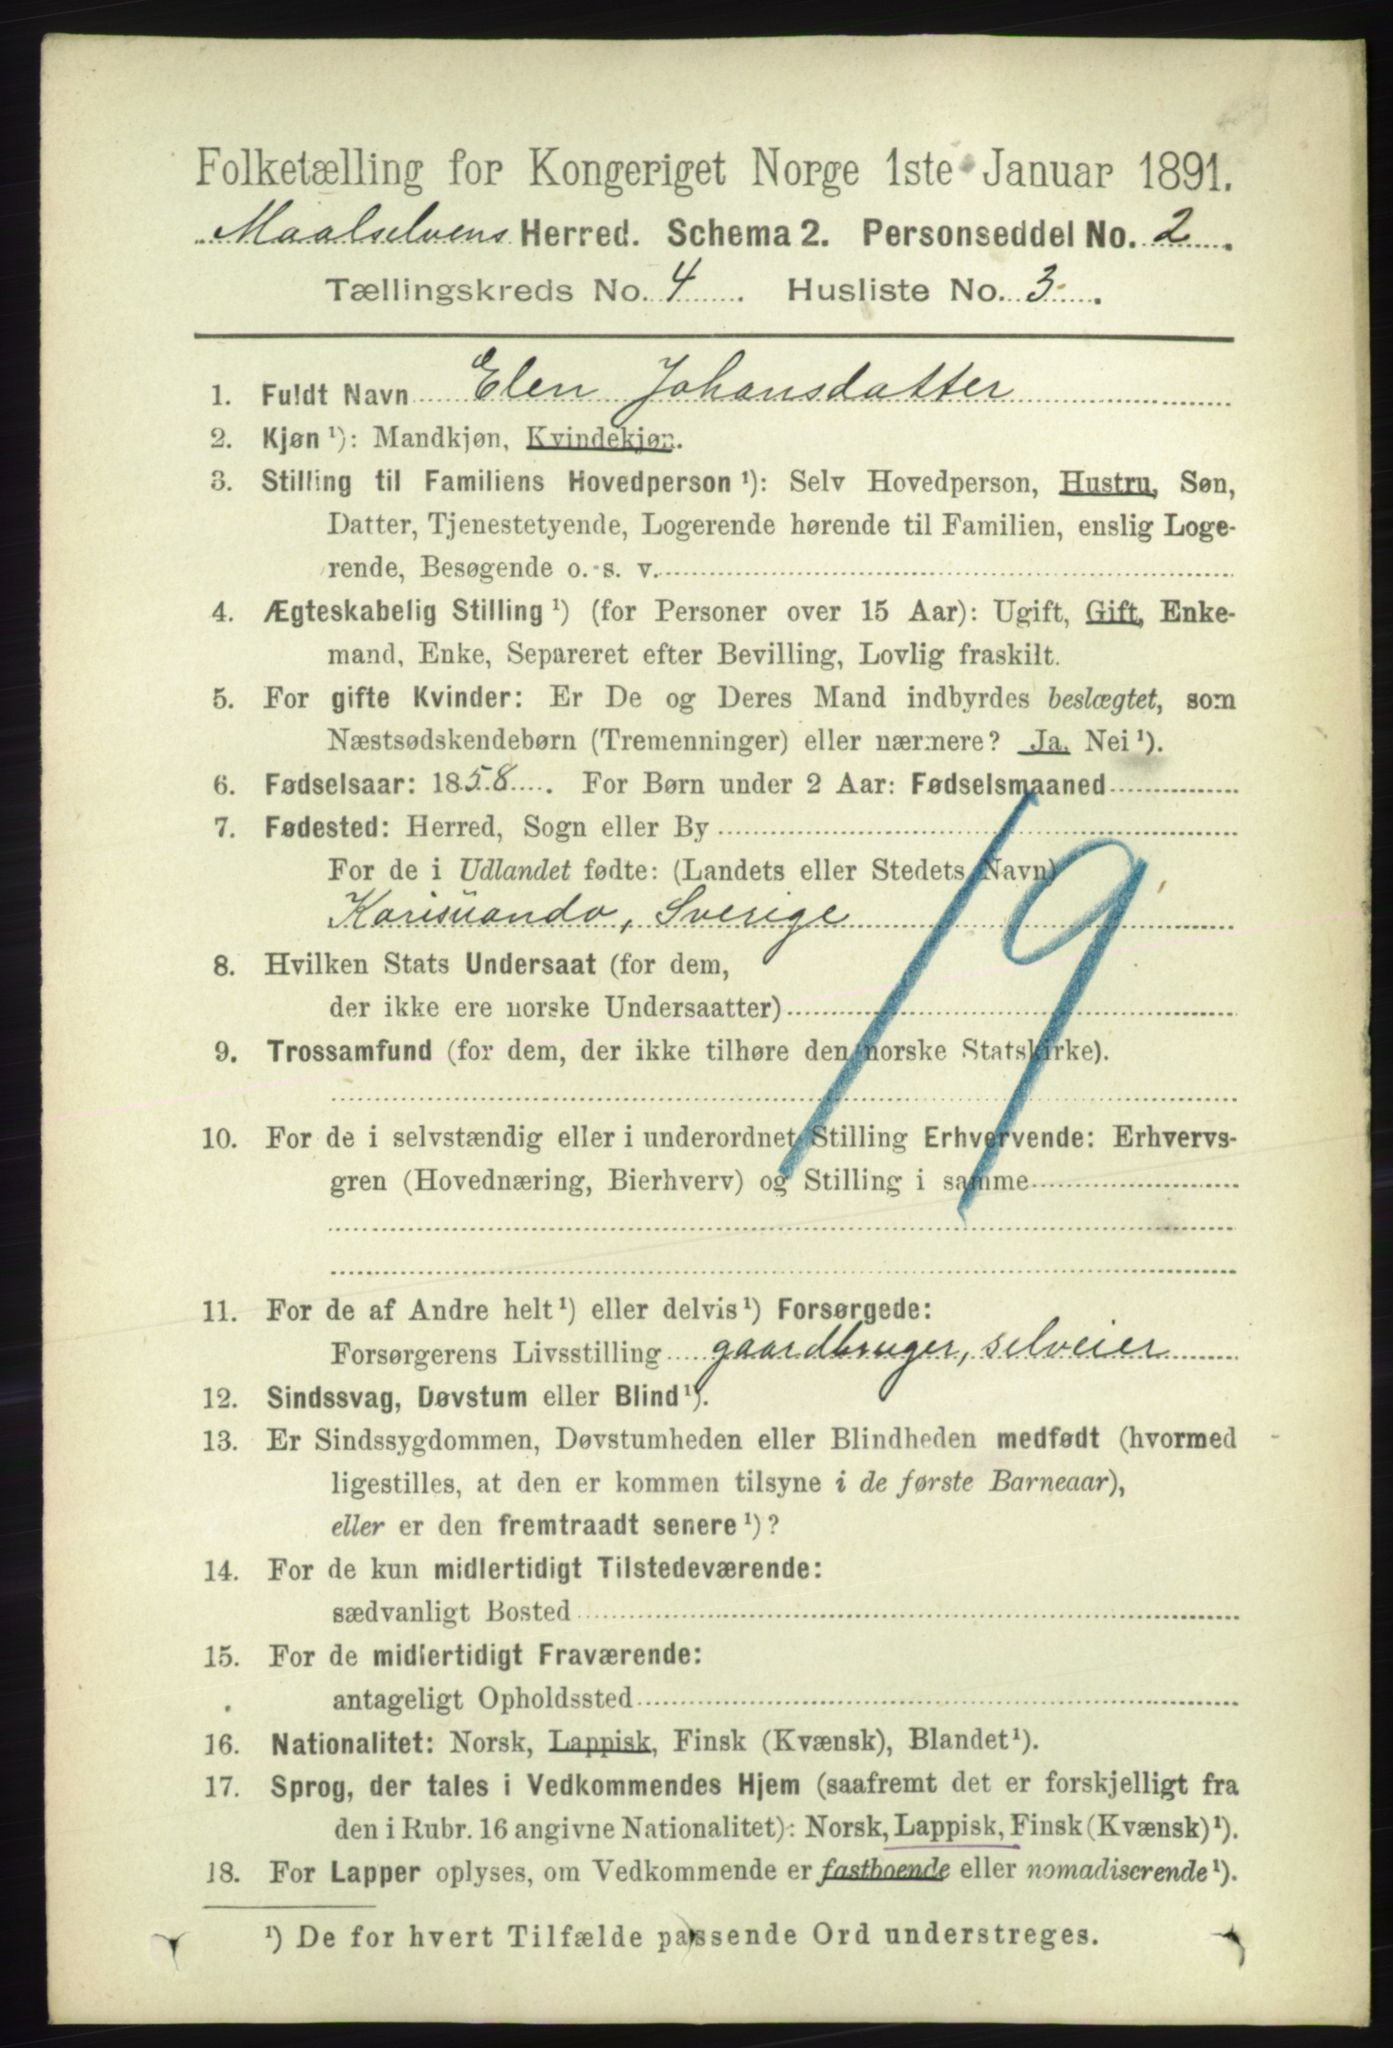 Folketælling for Kongeriget Norge 1ste Januar 1891.
Maalselvens Herred. Schema 2. Personseddel No. 2.
Tællingskreds No. 4. Husliste No. 3.
1. Fuldt Navn Elen Johansdatter
2. Kjøn ¹): Mandkjøn, Kvindekjøn.
3. Stilling til Familiens Hovedperson ¹): Selv Hovedperson, Hustru, Søn,
Datter, Tjenestetyende, Logerende hørende til Familien, enslig Loge-
rende, Besøgende o. s. v.
4. Ægteskabelig Stilling ¹) (for Personer over 15 Aar): Ugift, Gift, Enke-
mand, Enke, Separeret efter Bevilling, Lovlig fraskilt.
5. For gifte Kvinder: Er De og Deres Mand indbyrdes beslægtet, som
Næstsødskendebørn (Tremenninger) eller nærmere? Ja. Nei ¹).
6. Fødselsaar: 1858. For Børn under 2 Aar: Fødselsmaaned
7. Fødested: Herred, Sogn eller By
For de i Udlandet fødte: (Landets eller Stedets Navn)
Karisuando, Sverige
19
8. Hvilken Stats Undersaat (for dem,
der ikke ere norske Undersaatter)
9. Trossamfund (for dem, der ikke tilhøre den norske Statskirke).
10. For de i selvstændig eller i underordnet Stilling Erhvervende: Erhvervs-
gren (Hovednæring, Bierhverv) og Stilling i samme
11. For de af Andre helt ¹) eller delvis ¹) Forsørgede:
Forsørgerens Livsstilling gaardbruger, selveier
12. Sindssvag, Døvstum eller Blind ¹).
13. Er Sindssygdommen, Døvstumheden eller Blindheden medfødt (hvormed
ligestilles, at den er kommen tilsyne i de første Barneaar),
eller er den fremtraadt senere ¹)?
14. For de kun midlertidigt Tilstedeværende:
sædvanligt Bosted
15. For de midlertidigt Fraværende:
antageligt Opholdssted
16. Nationalitet: Norsk, Lappisk, Finsk (Kvænsk), Blandet ¹).
17. Sprog, der tales i Vedkommendes Hjem (saafremt det er forskjelligt fra
den i Rubr. 16 angivne Nationalitet): Norsk, Lappisk, Finsk (Kvænsk) ¹).
18. For Lapper oplyses, om Vedkommende er fastboende eller nomadiserende ¹).
¹) De for hvert Tilfælde passende Ord understreges.